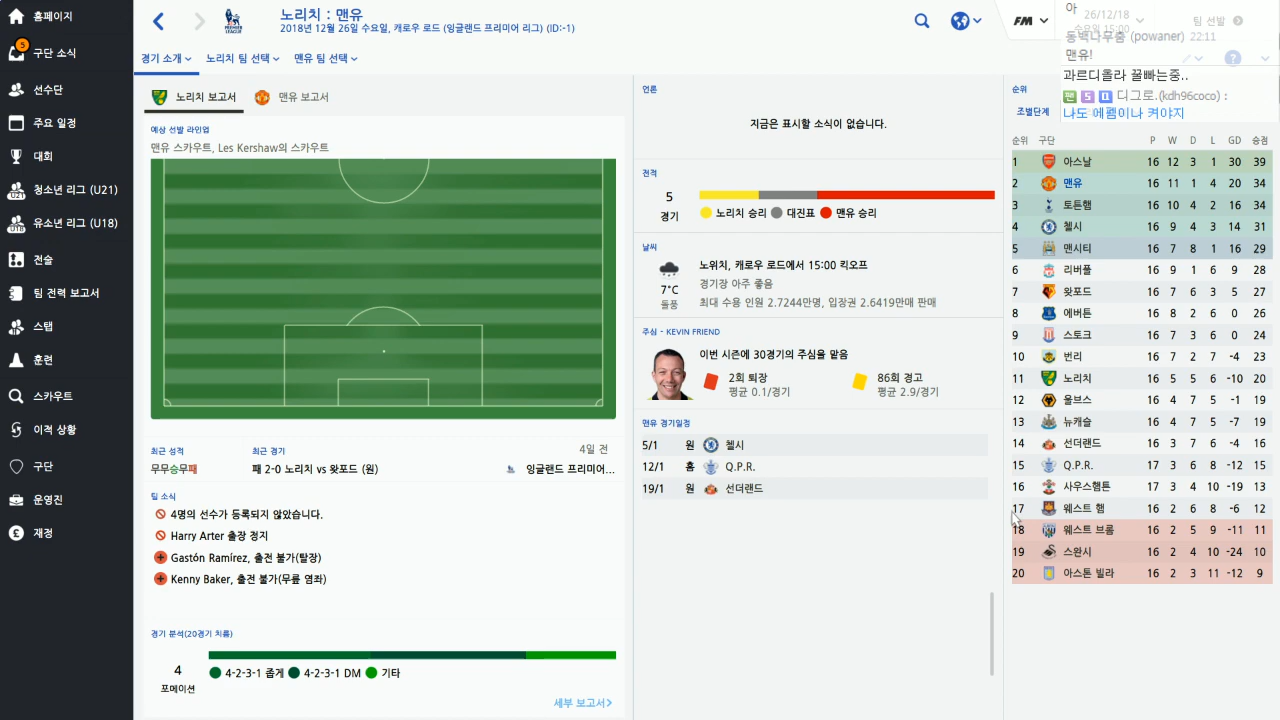 홈페이지
5
구단 소식
선수단
주요 일정
대회
청소년 리그 (U21)
유소년 리그 (U18)
전술
팀 전력 보고서
스탭
훈련
스카우트
이적 상황
구단
운영진
재정
노리치 : 맨유
2018년 12월 26일 수요일, 캐로우 로드 (잉글랜드 프리미어 리그) (ID:-1)
FM
26/12/18
수요일 15:00
팀 선발
아
동백나무춤 (powaner) 22:11
맨유!
과르디올라 꿀빠는중..
팬 5 디그로.(kdh96coco) :
나도 에펨이나 켜야지
경기 소개 노리치 팀 선택 맨유 팀 선택
노리치 보고서 맨유 보고서
예상 선발 라인업
맨유 스카우트, Les Kershaw의 스카우트
최근 성적
무무승무패
최근 경기
4일 전
패 2-0 노리치 vs 왓포드 (원)
잉글랜드 프리미어...
팀 소식
4명의 선수가 등록되지 않았습니다.
Harry Arter 출장 정지
Gastón Ramírez, 출전 불가(탈장)
Kenny Baker, 출전 불가(무릎 염좌)
경기 분석(20경기 치름)
4
포메이션
4-2-3-1 좁게 4-2-3-1 DM 기타
세부 보고서>
언론
지금은 표시할 소식이 없습니다.
전적
5
경기
노리치 승리 대진표 맨유 승리
날씨
7°C
돌풍
노위치, 캐로우 로드에서 15:00 킥오프
경기장 아주 좋음
최대 수용 인원 2.7244만명, 입장권 2.6419만매 판매
주심 - KEVIN FRIEND
이번 시즌에 30경기의 주심을 맡음
2회 퇴장
평균 0.1/경기
86회 경고
평균 2.9/경기
맨유 경기일정
5/1 원 첼시
12/1 홈 Q.P.R.
19/1 원 선더랜드
순위
조별단계
순위 구단 P W D L GD 승점
1 아스날 16 12 3 1 30 39
2 맨유 16 11 1 4 20 34
3 토튼햄 16 10 4 2 16 34
4 첼시 16 9 4 3 14 31
5 맨시티 16 7 8 1 16 29
6 리버풀 16 9 1 6 9 28
7 왓포드 16 7 6 3 5 27
8 에버튼 16 8 2 6 0 26
9 스토크 16 7 3 6 0 24
10 번리 16 7 2 7 -4 23
11 노리치 16 5 5 6 -10 20
12 울브스 16 4 7 5 -1 19
13 뉴캐슬 16 4 7 5 -7 19
14 선더랜드 16 3 7 6 -4 16
15 Q.P.R. 17 3 6 8 -12 15
16 사우스햄튼 17 3 4 10 -19 13
17 웨스트 햄 16 2 6 8 -6 12
18 웨스트 브롬 16 2 5 9 -11 11
19 스완시 16 2 4 10 -24 10
20 아스톤 빌라 16 2 3 11 -12 9